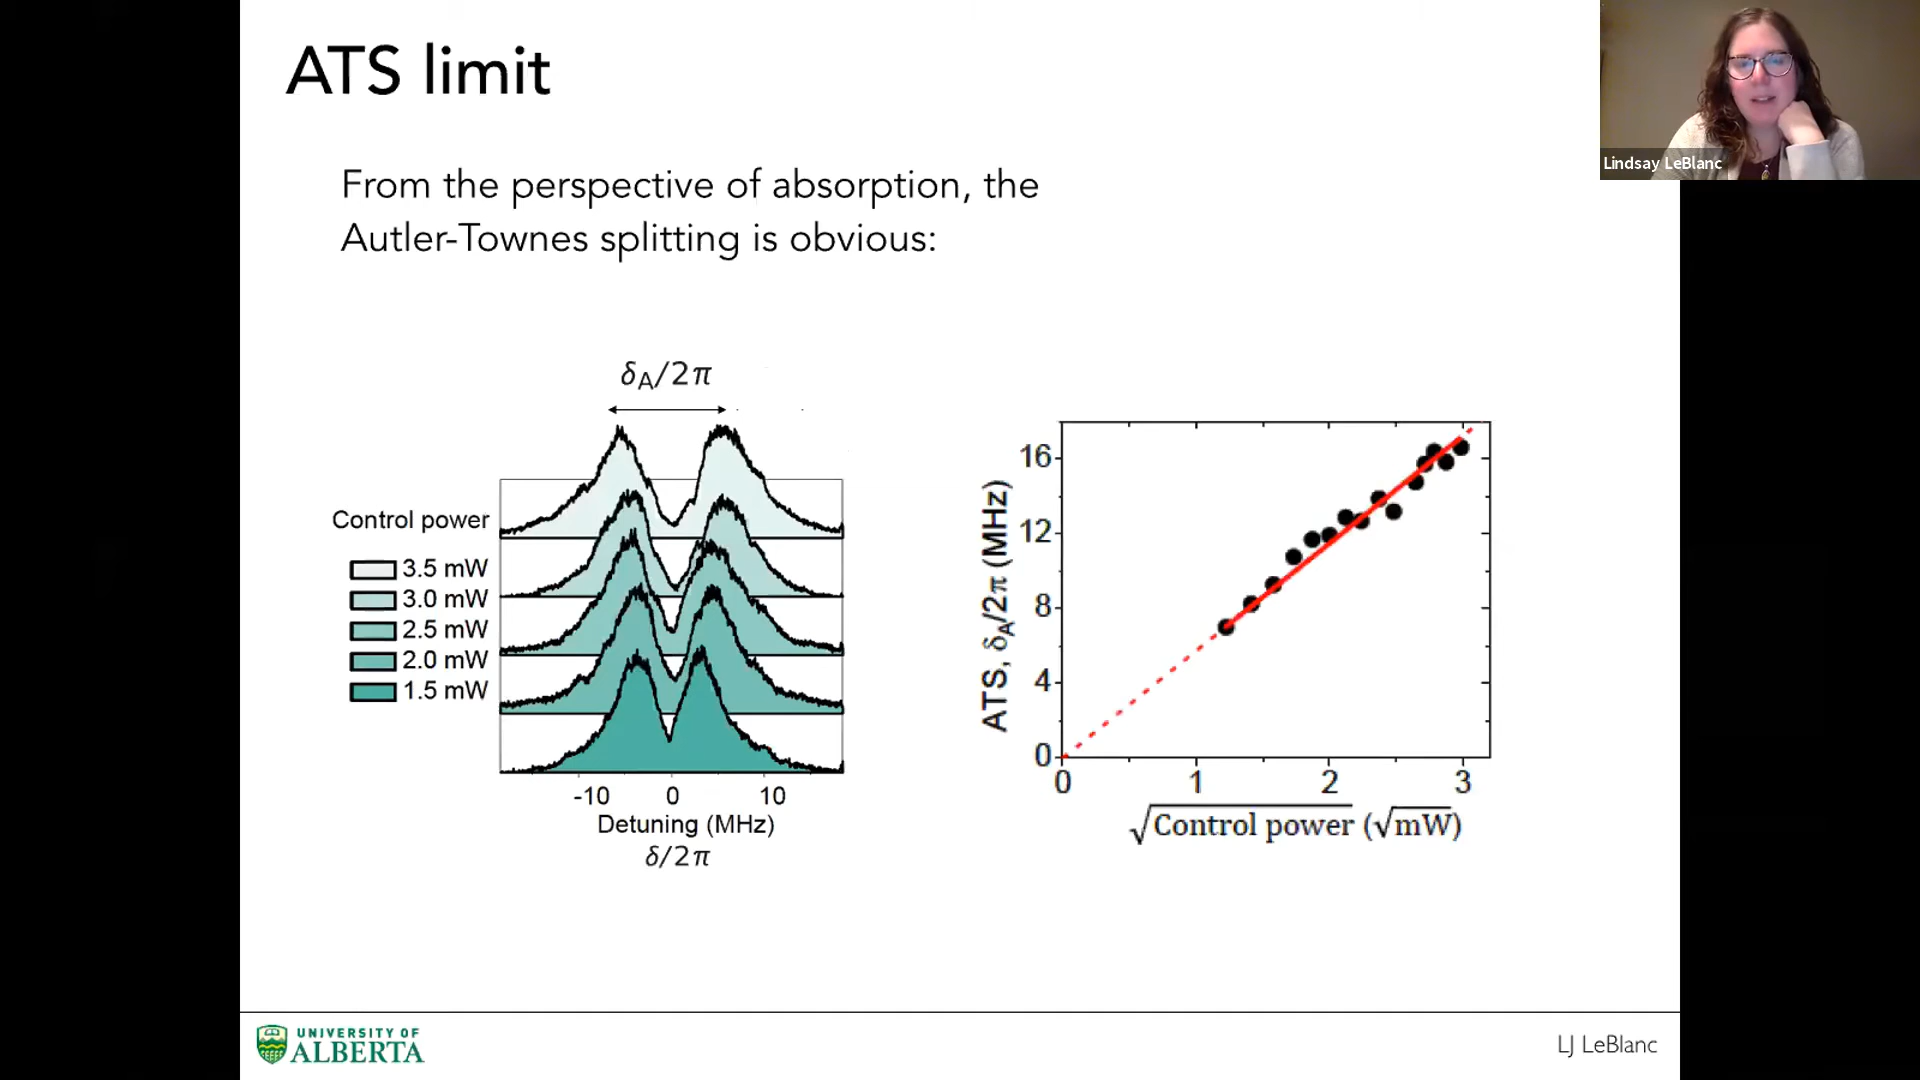 ATS limit
From the perspective of absorption, the
Autler-Townes splitting is obvious:
Lindsay LeBlanc
δA/2π
Control power
3.5 mW
3.0 mW
2.5 mW
2.0 mW
1.5 mW
-10 0 10
Detuning (MHz)
δ/2π
ATS, δA/2π (MHz)
16
12
8
4
0
0 1 2 3
√Control power (√mW)
UNIVERSITY OF
ALBERTA
LJ LeBlanc